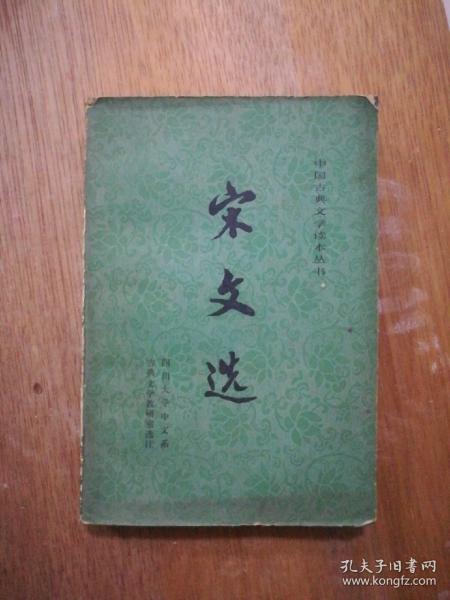 中国古典文学读本丛书
宋文选
四川大学中文系
古典文学教研室选注
孔夫子旧书网
www.kongfz.com